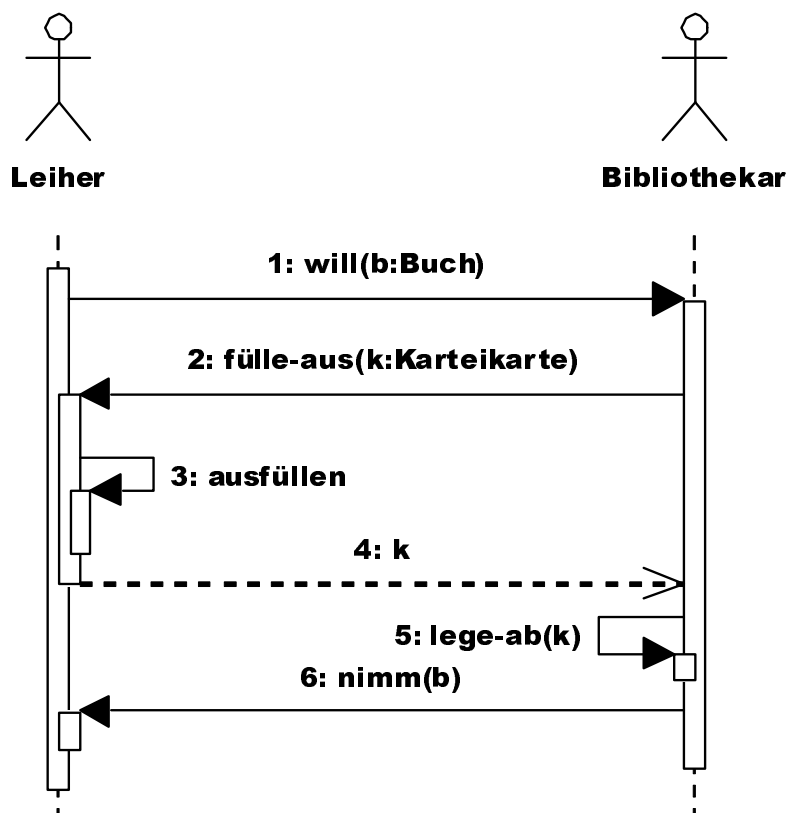 Leiher
Bibliothekar
1: will(b:Buch)
2: fülle-aus(k:Karteikarte)
3: ausfüllen
4: k
5: lege-ab(k)
6: nimm(b)